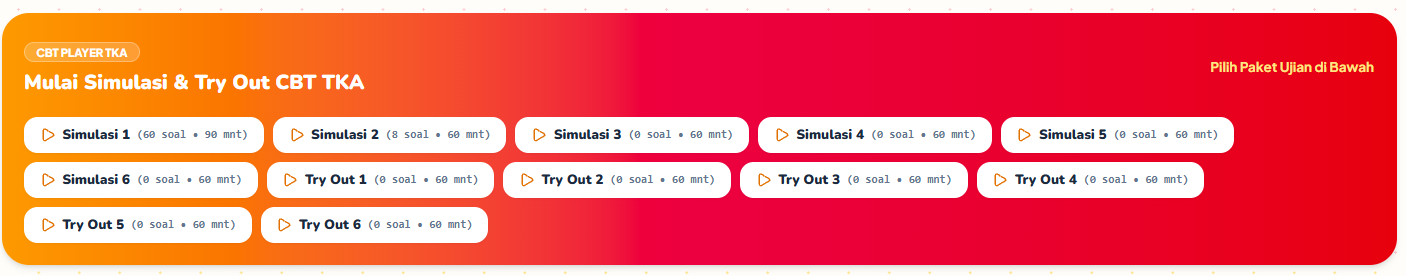 CBT PLAYER TKA
Mulai Simulasi & Try Out CBT TKA
Pilih Paket Ujian di Bawah
Simulasi 1 (60 soal • 90 mnt)
Simulasi 2 (8 soal • 60 mnt)
Simulasi 3 (0 soal • 60 mnt)
Simulasi 4 (0 soal • 60 mnt)
Simulasi 5 (0 soal • 60 mnt)
Simulasi 6 (0 soal • 60 mnt)
Try Out 1 (0 soal • 60 mnt)
Try Out 2 (0 soal • 60 mnt)
Try Out 3 (0 soal • 60 mnt)
Try Out 4 (0 soal • 60 mnt)
Try Out 5 (0 soal • 60 mnt)
Try Out 6 (0 soal • 60 mnt)